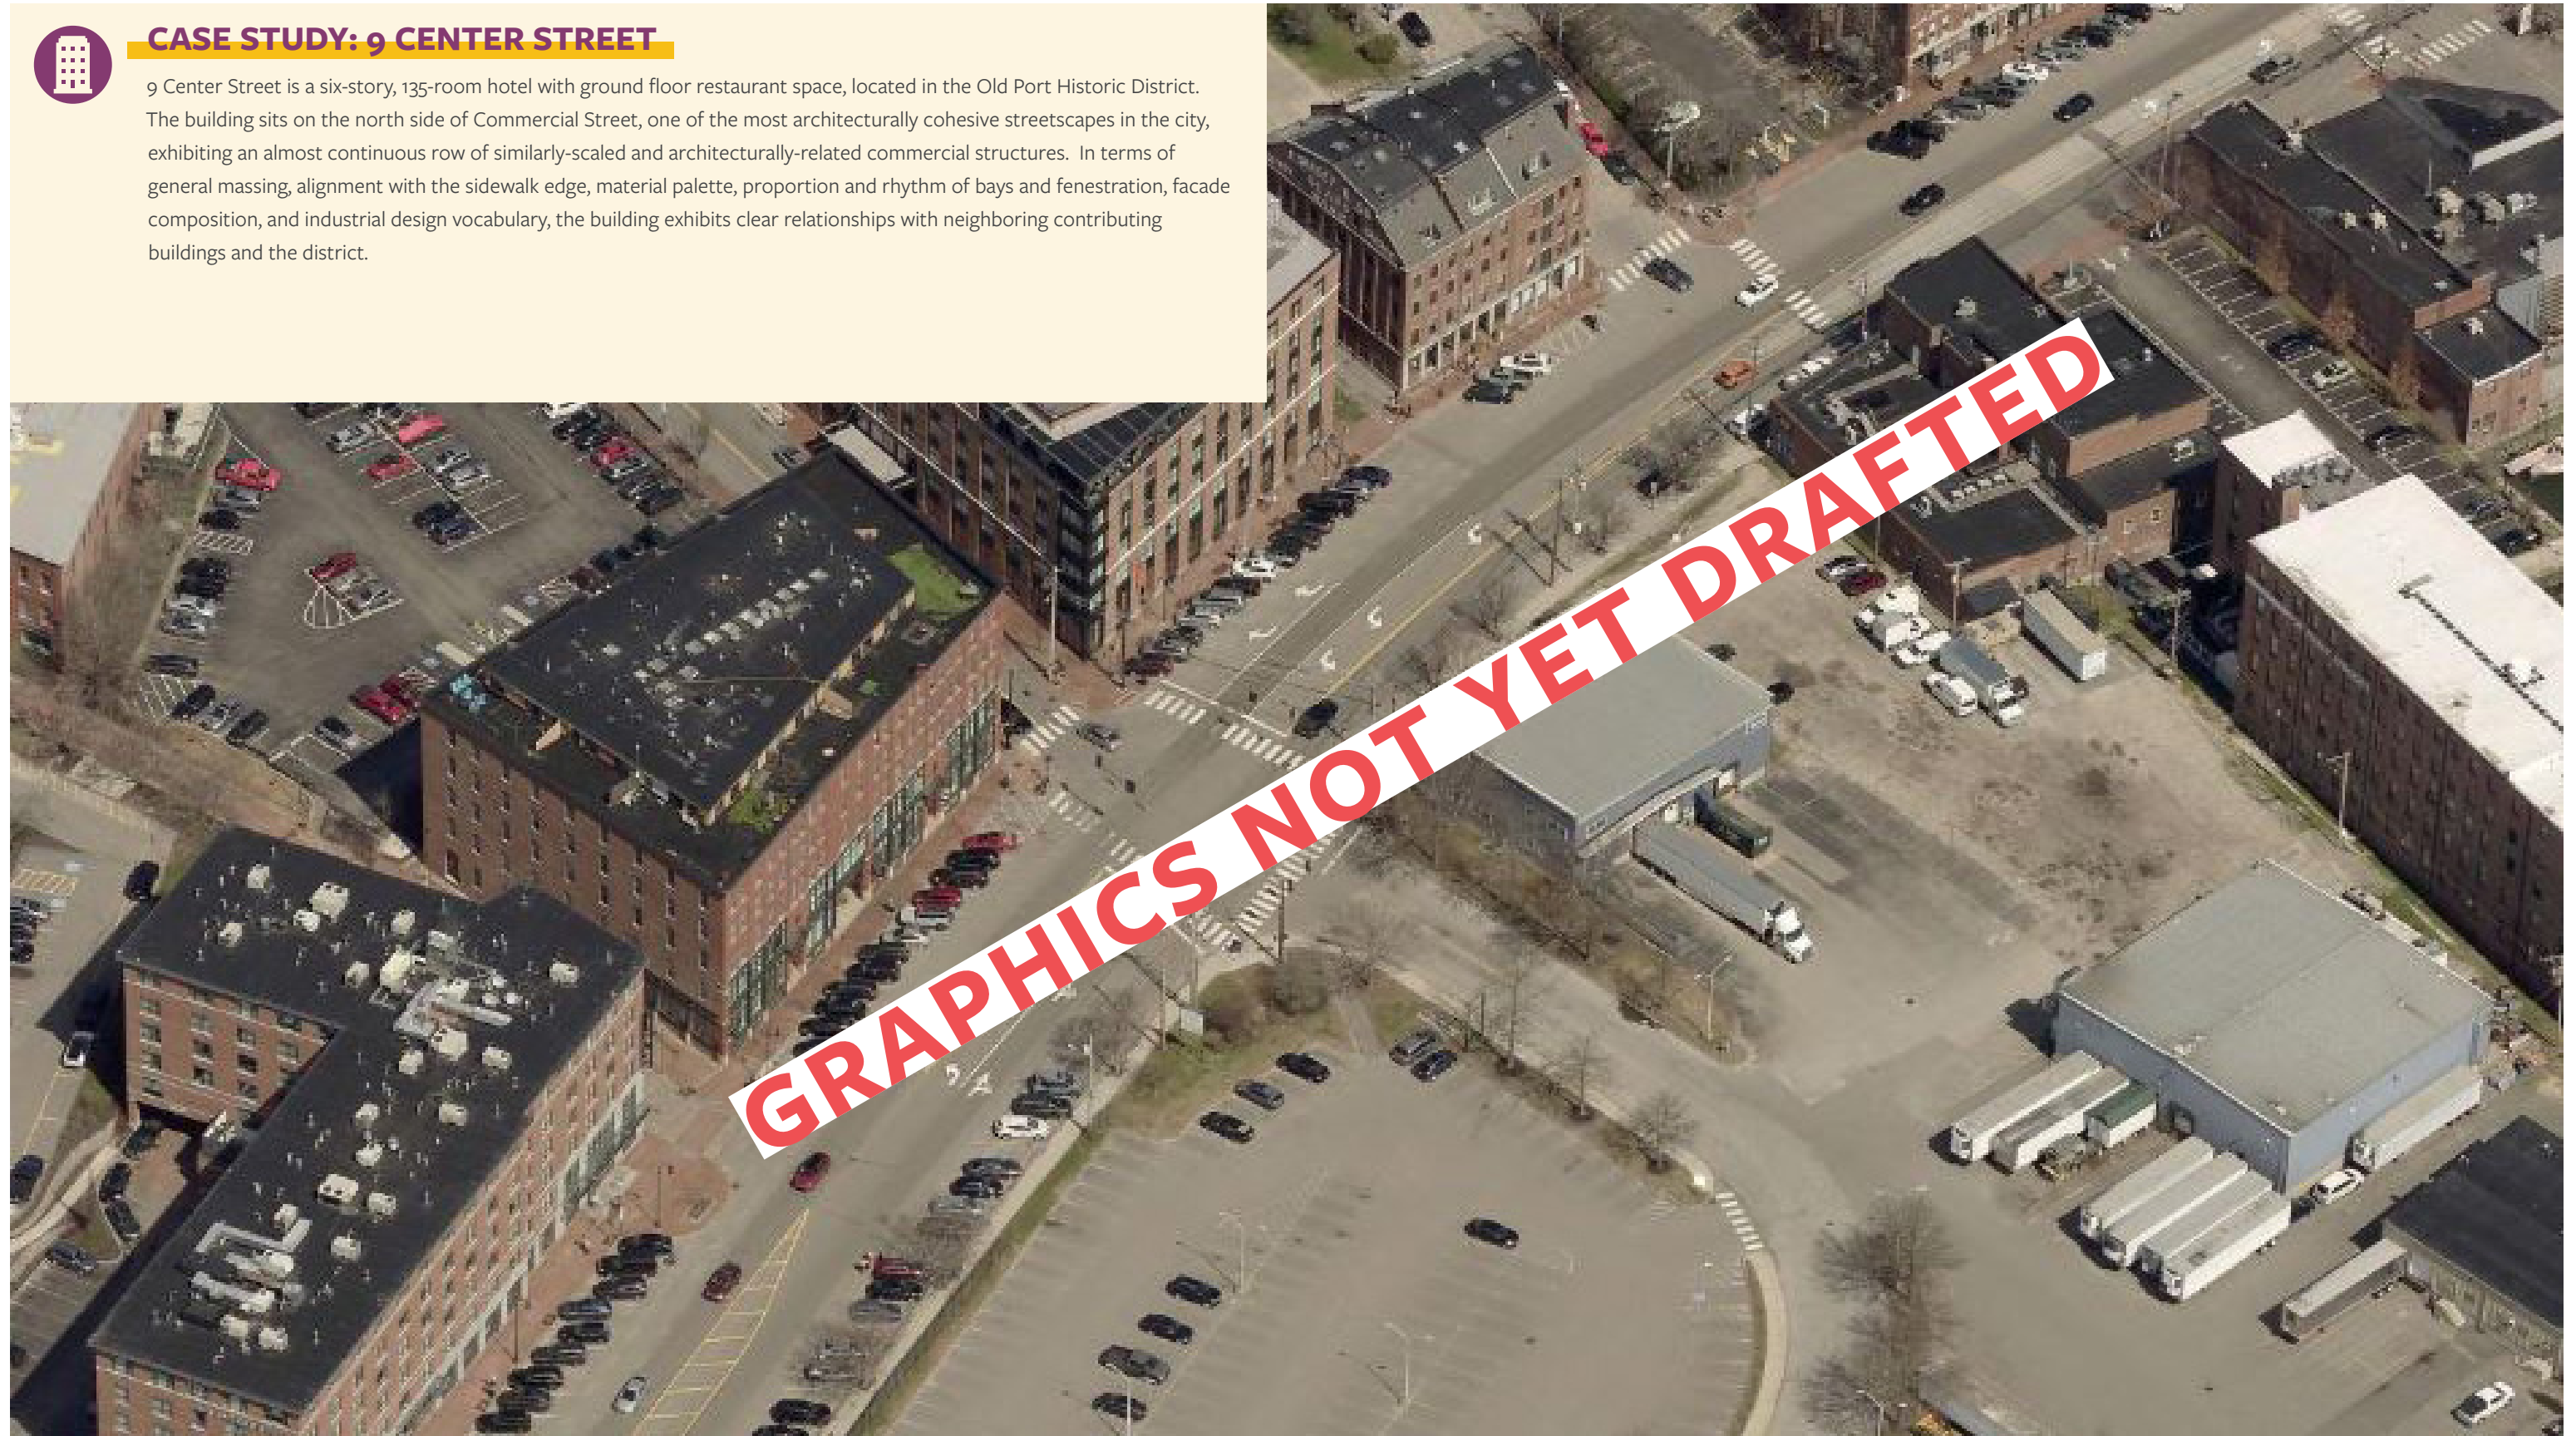 CASE STUDY: 9 CENTER STREET
9 Center Street is a six-story, 135-room hotel with ground floor restaurant space, located in the Old Port Historic District.
The building sits on the north side of Commercial Street, one of the most architecturally cohesive streetscapes in the city,
exhibiting an almost continuous row of similarly-scaled and architecturally-related commercial structures.  In terms of
general massing, alignment with the sidewalk edge, material palette, proportion and rhythm of bays and fenestration, facade
composition, and industrial design vocabulary, the building exhibits clear relationships with neighboring contributing
buildings and the district.
GRAPHICS NOT YET DRAFTED